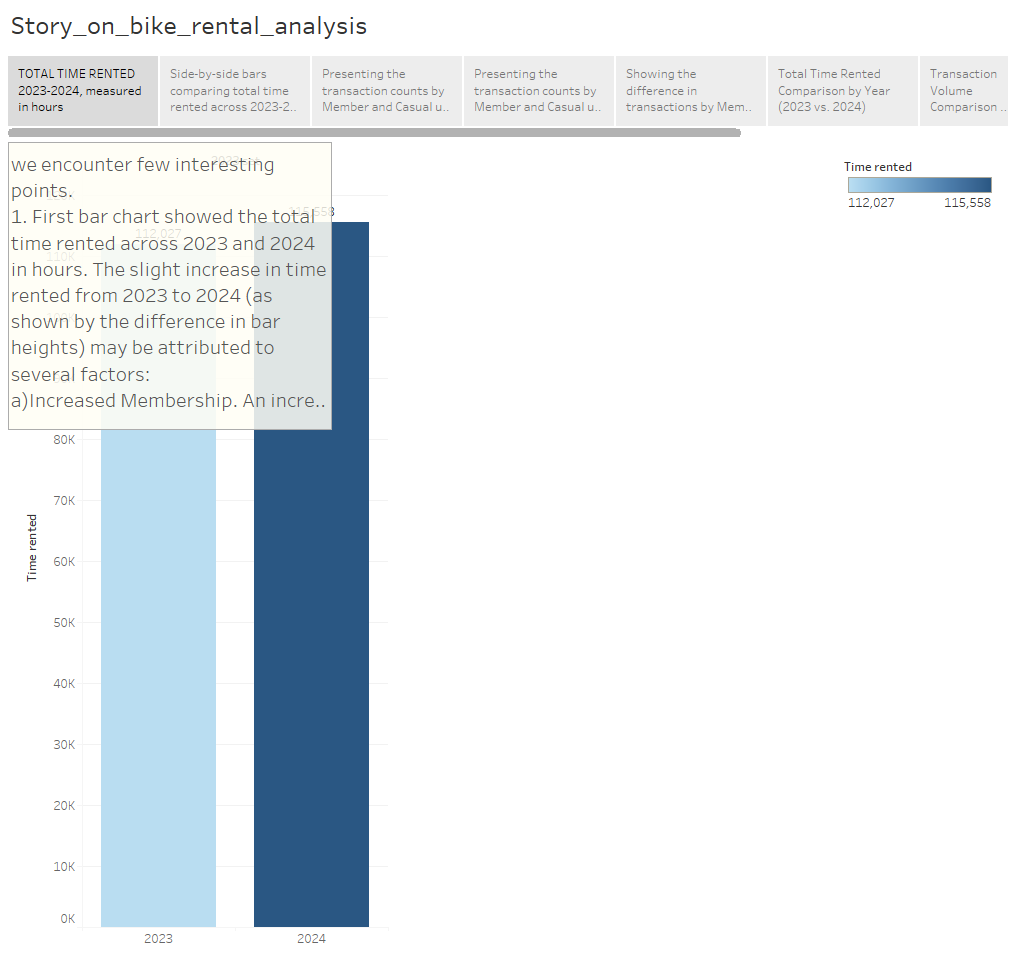 Story_on_bike_rental_analysis
TOTAL TIME RENTED
2023-2024, measured
in hours
Side-by-side bars
comparing total time
rented across 2023-2..
Presenting the
transaction counts by
Member and Casual u..
Presenting the
transaction counts by
Member and Casual u..
Showing the
difference in
transactions by Mem..
Total Time Rented
Comparison by Year
(2023 vs. 2024)
Transaction
Volume
Comparison ..
we encounter few interesting
points.
1. First bar chart showed the total
time rented across 2023 and 2024
in hours. The slight increase in time
rented from 2023 to 2024 (as
shown by the difference in bar
heights) may be attributed to
several factors:
a)Increased Membership. An incre..
Time rented
112,027 115,558
112,027
115,558
110K
80K
70K
60K
50K
40K
30K
20K
10K
0K
Time rented
2023 2024